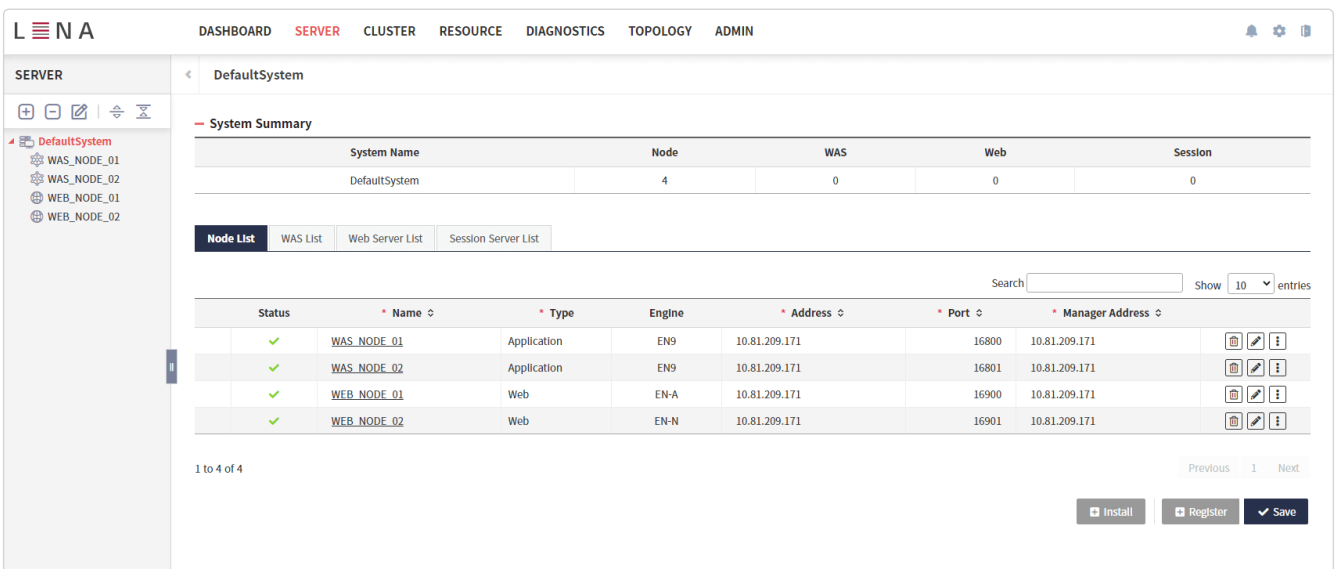 LENA DASHBOARD SERVER CLUSTER RESOURCE DIAGNOSTICS TOPOLOGY ADMIN
SERVER
DefaultSystem
WAS_NODE_01
WAS_NODE_02
WEB_NODE_01
WEB_NODE_02
DefaultSystem
System Summary
System Name Node WAS Web Session
DefaultSystem 4 0 0 0
Node List WAS List Web Server List Session Server List
Search Show 10 entries
Status * Name * Type Engine * Address * Port * Manager Address
WAS_NODE_01 Application EN9 10.81.209.171 16800 10.81.209.171
WAS_NODE_02 Application EN9 10.81.209.171 16801 10.81.209.171
WEB_NODE_01 Web EN-A 10.81.209.171 16900 10.81.209.171
WEB_NODE_02 Web EN-N 10.81.209.171 16901 10.81.209.171
1 to 4 of 4
Previous 1 Next
Install Register Save